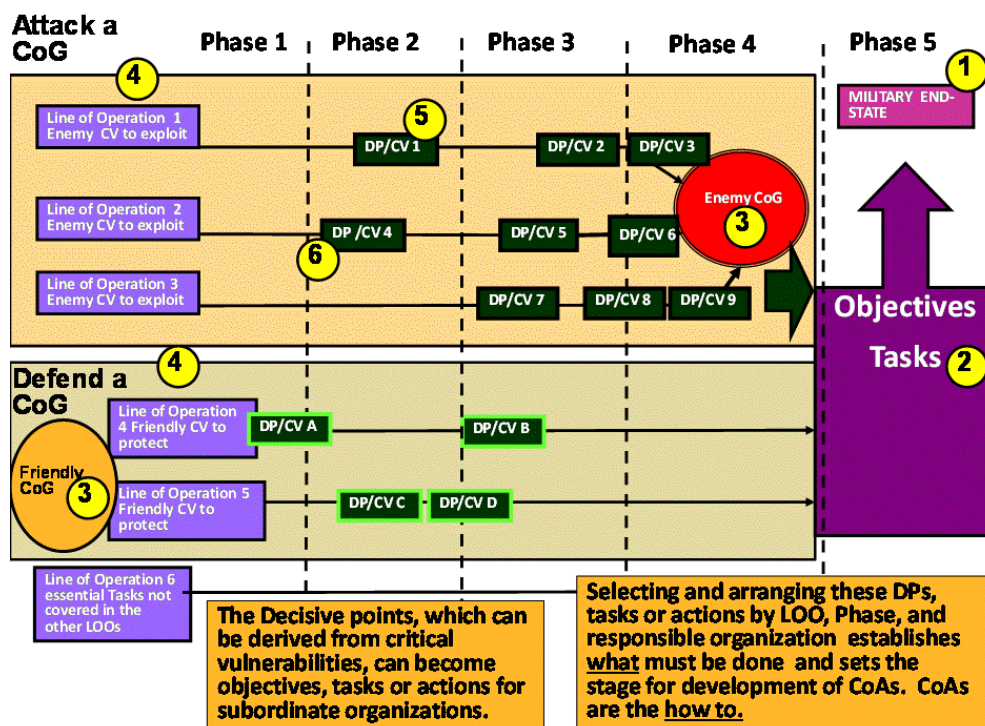 Attack a
CoG
Phase 1
Phase 2
Phase 3
Phase 4
Phase 5
4
1
MILITARY END-
STATE
Line of Operation 1
Enemy CV to exploit
5
DP/CV 1
DP/CV 2
DP/CV 3
Line of Operation 2
Enemy CV to exploit
6
DP /CV 4
DP/CV 5
DP/CV 6
Enemy CoG
3
Line of Operation 3
Enemy CV to exploit
DP/CV 7
DP/CV 8
DP/CV 9
Objectives
Tasks
2
Defend a
CoG
4
Line of Operation
4 Friendly CV to
protect
DP/CV A
DP/CV B
Friendly
CoG
3
Line of Operation 5
Friendly CV to
protect
DP/CV C
DP/CV D
Line of Operation 6
essential Tasks not
covered in the
other LOOs
The Decisive points, which can
be derived from critical
vulnerabilities, can become
objectives, tasks or actions for
subordinate organizations.
Selecting and arranging these DPs,
tasks or actions by LOO, Phase, and
responsible organization establishes
what must be done and sets the
stage for development of CoAs. CoAs
are the how to.